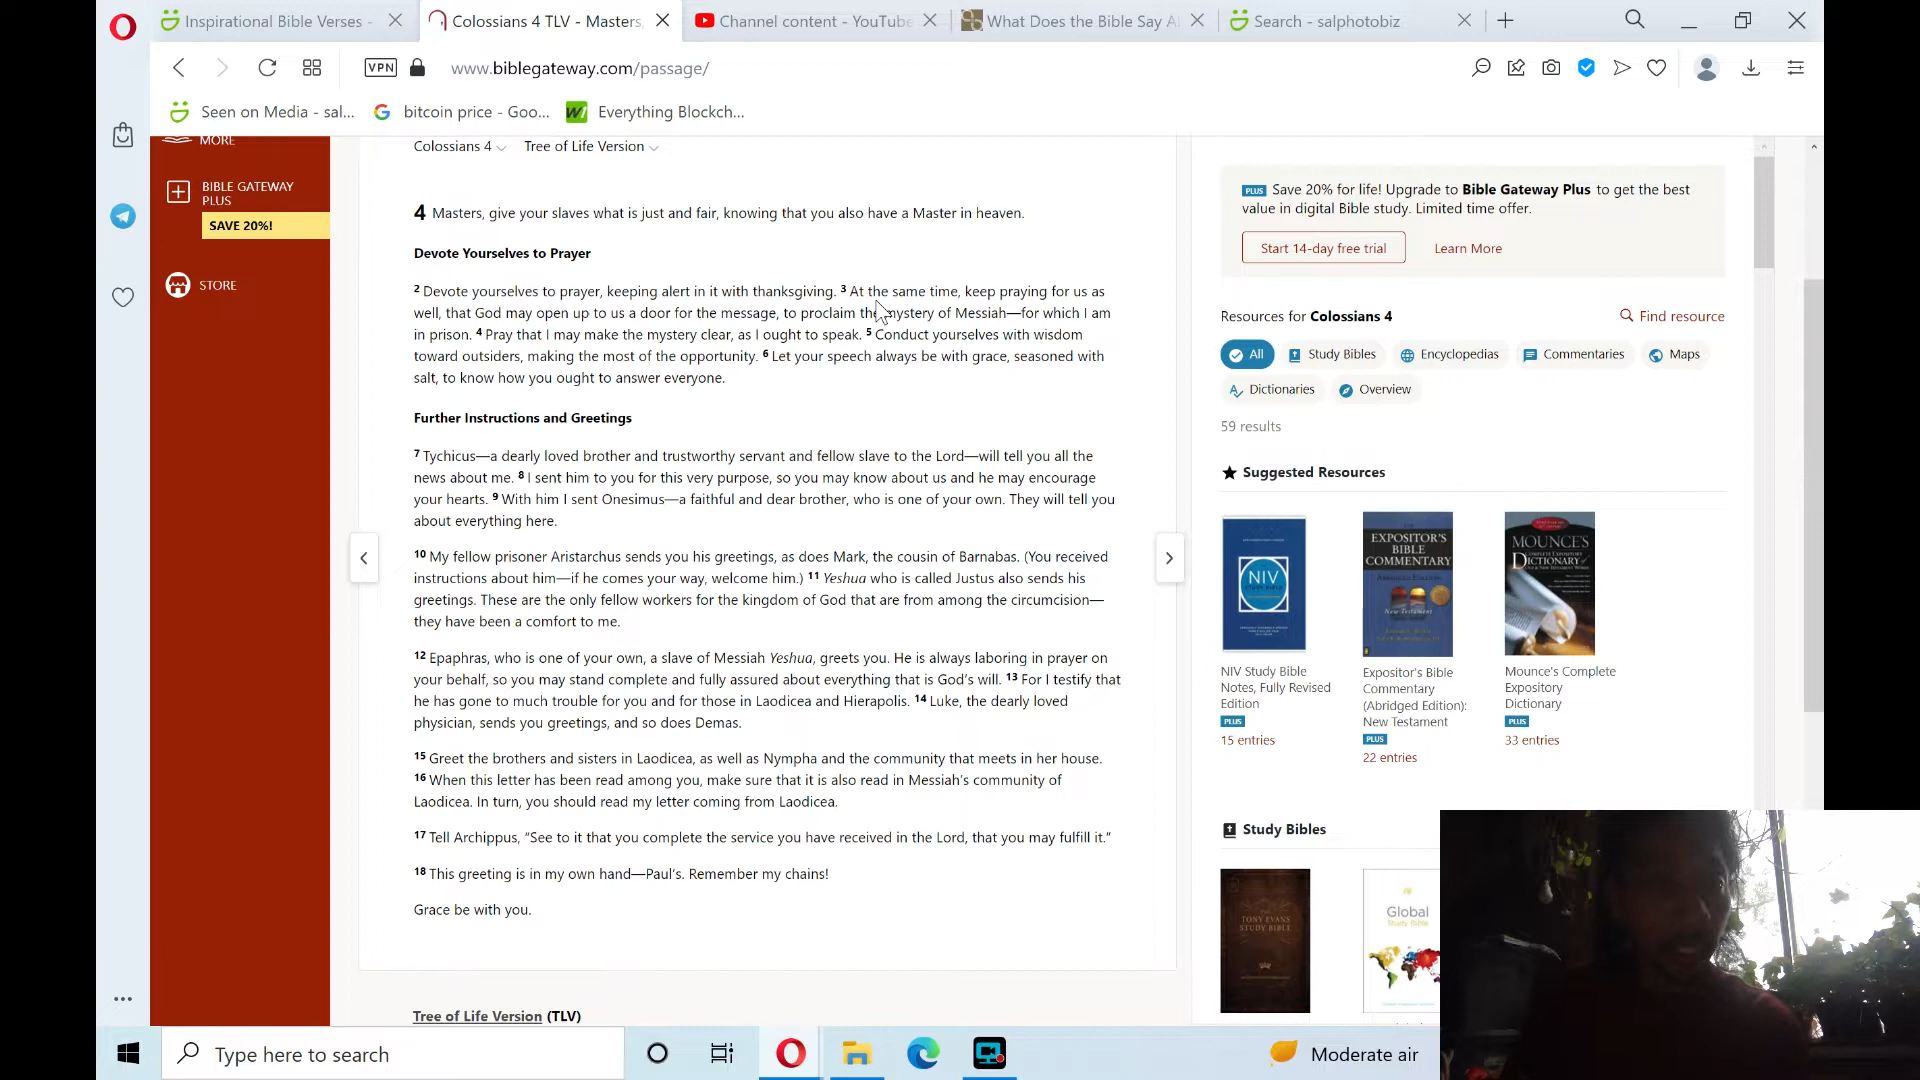 Inspirational Bible Verses -
Colossians 4 TLV - Masters,
Channel content - YouTube
What Does the Bible Say A
Search - salphotobiz
VPN
www.biblegateway.com/passage/
Seen on Media - sal...
bitcoin price - Goo...
Everything Blockch...
MORE
BIBLE GATEWAY
PLUS
SAVE 20%!
STORE
Colossians 4
Tree of Life Version
4 Masters, give your slaves what is just and fair, knowing that you also have a Master in heaven.
Devote Yourselves to Prayer
2 Devote yourselves to prayer, keeping alert in it with thanksgiving. 3 At the same time, keep praying for us as
well, that God may open up to us a door for the message, to proclaim the mystery of Messiah—for which I am
in prison. 4 Pray that I may make the mystery clear, as I ought to speak. 5 Conduct yourselves with wisdom
toward outsiders, making the most of the opportunity. 6 Let your speech always be with grace, seasoned with
salt, to know how you ought to answer everyone.
Further Instructions and Greetings
7 Tychicus—a dearly loved brother and trustworthy servant and fellow slave to the Lord—will tell you all the
news about me. 8 I sent him to you for this very purpose, so you may know about us and he may encourage
your hearts. 9 With him I sent Onesimus—a faithful and dear brother, who is one of your own. They will tell you
about everything here.
10 My fellow prisoner Aristarchus sends you his greetings, as does Mark, the cousin of Barnabas. (You received
instructions about him—if he comes your way, welcome him.) 11 Yeshua who is called Justus also sends his
greetings. These are the only fellow workers for the kingdom of God that are from among the circumcision—
they have been a comfort to me.
12 Epaphras, who is one of your own, a slave of Messiah Yeshua, greets you. He is always laboring in prayer on
your behalf, so you may stand complete and fully assured about everything that is God's will. 13 For I testify that
he has gone to much trouble for you and for those in Laodicea and Hierapolis. 14 Luke, the dearly loved
physician, sends you greetings, and so does Demas.
15 Greet the brothers and sisters in Laodicea, as well as Nympha and the community that meets in her house.
16 When this letter has been read among you, make sure that it is also read in Messiah's community of
Laodicea. In turn, you should read my letter coming from Laodicea.
17 Tell Archippus, "See to it that you complete the service you have received in the Lord, that you may fulfill it."
18 This greeting is in my own hand—Paul's. Remember my chains!
Grace be with you.
Tree of Life Version (TLV)
PLUS Save 20% for life! Upgrade to Bible Gateway Plus to get the best
value in digital Bible study. Limited time offer.
Start 14-day free trial
Learn More
Resources for Colossians 4
Find resource
All
Study Bibles
Encyclopedias
Commentaries
Maps
Dictionaries
Overview
59 results
Suggested Resources
NIV
EXPOSITOR'S
BIBLE
COMMENTARY
New Testament
MOUNCE'S
DICTIONARY
NIV Study Bible
Notes, Fully Revised
Edition
PLUS
15 entries
Expositor's Bible
Commentary
(Abridged Edition):
New Testament
PLUS
22 entries
Mounce's Complete
Expository
Dictionary
PLUS
33 entries
Study Bibles
THE
TONY EVANS
STUDY BIBLE
Global
Study Bible
Type here to search
Moderate air